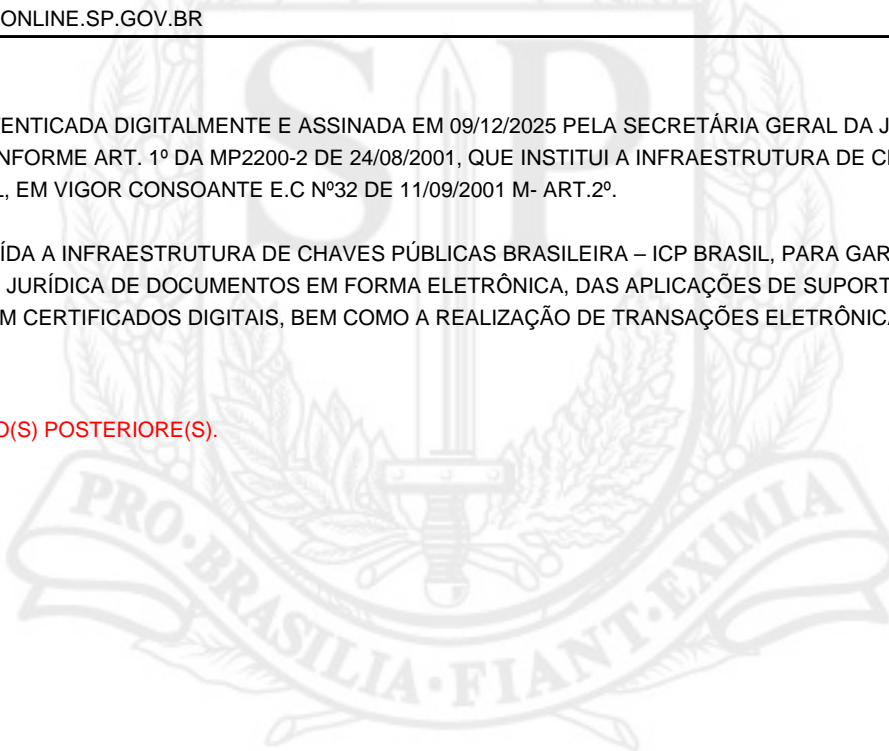 ONLINE.SP.GOV.BR
ENTICADA DIGITALMENTE E ASSINADA EM 09/12/2025 PELA SECRETÁRIA GERAL DA J
NFORME ART. 1º DA MP2200-2 DE 24/08/2001, QUE INSTITUI A INFRAESTRUTURA DE C
L, EM VIGOR CONSOANTE E.C Nº32 DE 11/09/2001 M- ART.2º.
ÍDA A INFRAESTRUTURA DE CHAVES PÚBLICAS BRASILEIRA – ICP BRASIL, PARA GAR
JURÍDICA DE DOCUMENTOS EM FORMA ELETRÔNICA, DAS APLICAÇÕES DE SUPORT
M CERTIFICADOS DIGITAIS, BEM COMO A REALIZAÇÃO DE TRANSAÇÕES ELETRÔNICA
O(S) POSTERIORE(S).
SP
PRO·BRASILIA·FIANT·EXIMIA